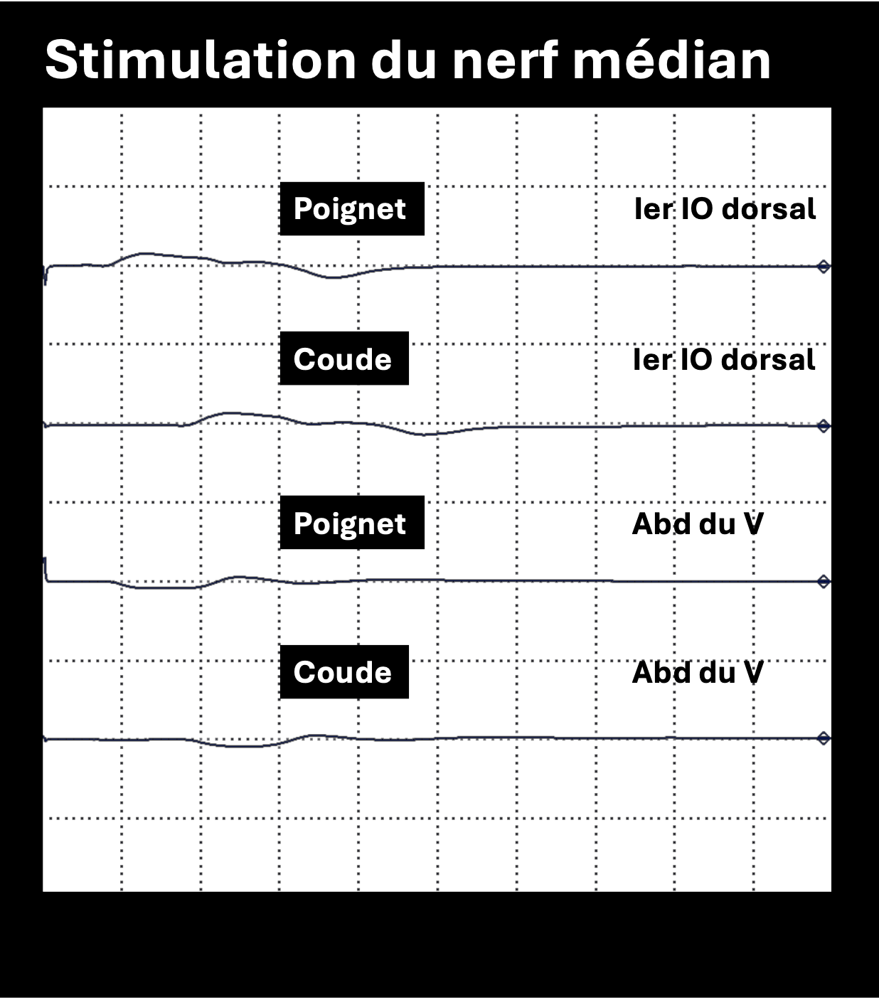 Stimulation du nerf médian
Poignet Ier IO dorsal
Coude Ier IO dorsal
Poignet Abd du V
Coude Abd du V